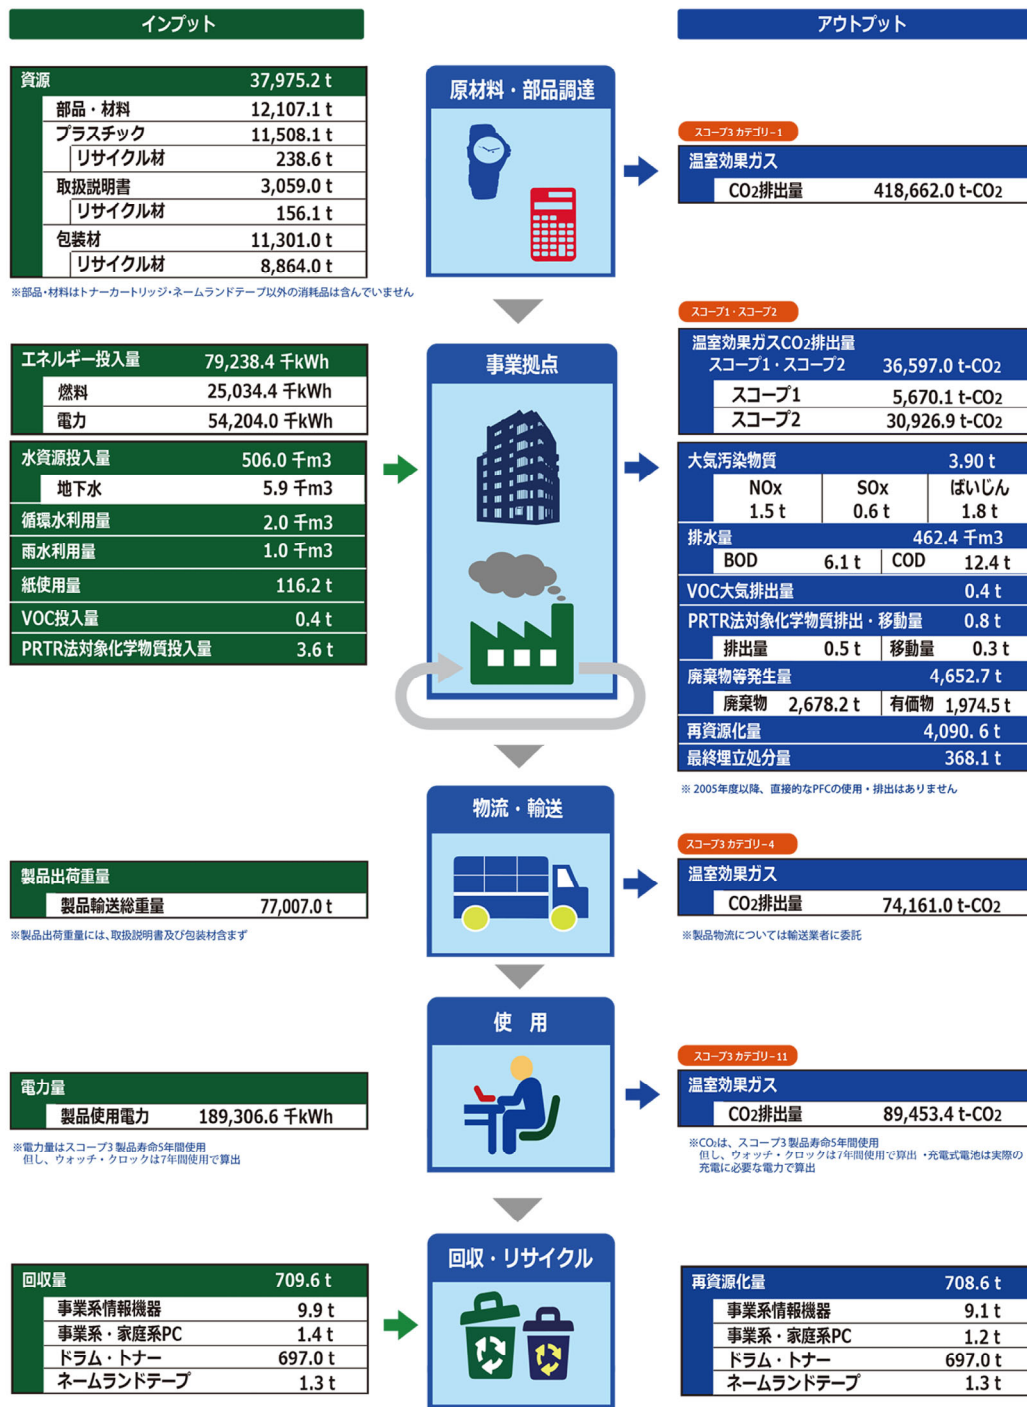 インプット
アウトプット
資源 37,975.2 t
部品・材料 12,107.1 t
プラスチック 11,508.1 t
リサイクル材 238.6 t
取扱説明書 3,059.0 t
リサイクル材 156.1 t
包装材 11,301.0 t
リサイクル材 8,864.0 t
※部品・材料はトナーカートリッジ・ネームランドテープ以外の消耗品は含んでいません
原材料・部品調達
スコープ3 カテゴリ－1
温室効果ガス
CO2排出量 418,662.0 t-CO2
エネルギー投入量 79,238.4 千kWh
燃料 25,034.4 千kWh
電力 54,204.0 千kWh
水資源投入量 506.0 千m3
地下水 5.9 千m3
循環水利用量 2.0 千m3
雨水利用量 1.0 千m3
紙使用量 116.2 t
VOC投入量 0.4 t
PRTR法対象化学物質投入量 3.6 t
事業拠点
スコープ1・スコープ2
温室効果ガスCO2排出量
スコープ1・スコープ2 36,597.0 t-CO2
スコープ1 5,670.1 t-CO2
スコープ2 30,926.9 t-CO2
大気汚染物質 3.90 t
NOx SOx ばいじん
1.5 t 0.6 t 1.8 t
排水量 462.4 千m3
BOD 6.1 t COD 12.4 t
VOC大気排出量 0.4 t
PRTR法対象化学物質排出・移動量 0.8 t
排出量 0.5 t 移動量 0.3 t
廃棄物等発生量 4,652.7 t
廃棄物 2,678.2 t 有価物 1,974.5 t
再資源化量 4,090. 6 t
最終埋立処分量 368.1 t
※ 2005年度以降、直接的なPFCの使用・排出はありません
製品出荷重量
製品輸送総重量 77,007.0 t
※製品出荷重量には、取扱説明書及び包装材含まず
物流・輸送
スコープ3 カテゴリ－4
温室効果ガス
CO2排出量 74,161.0 t-CO2
※製品物流については輸送業者に委託
電力量
製品使用電力 189,306.6 千kWh
※電力量はスコープ3 製品寿命5年間使用
但し、ウォッチ・クロックは7年間使用で算出
使 用
スコープ3 カテゴリ－11
温室効果ガス
CO2排出量 89,453.4 t-CO2
※CO2は、スコープ3 製品寿命5年間使用
但し、ウォッチ・クロックは7年間使用で算出 ・充電式電池は実際の
充電に必要な電力で算出
回収量 709.6 t
事業系情報機器 9.9 t
事業系・家庭系PC 1.4 t
ドラム・トナー 697.0 t
ネームランドテープ 1.3 t
回収・リサイクル
再資源化量 708.6 t
事業系情報機器 9.1 t
事業系・家庭系PC 1.2 t
ドラム・トナー 697.0 t
ネームランドテープ 1.3 t